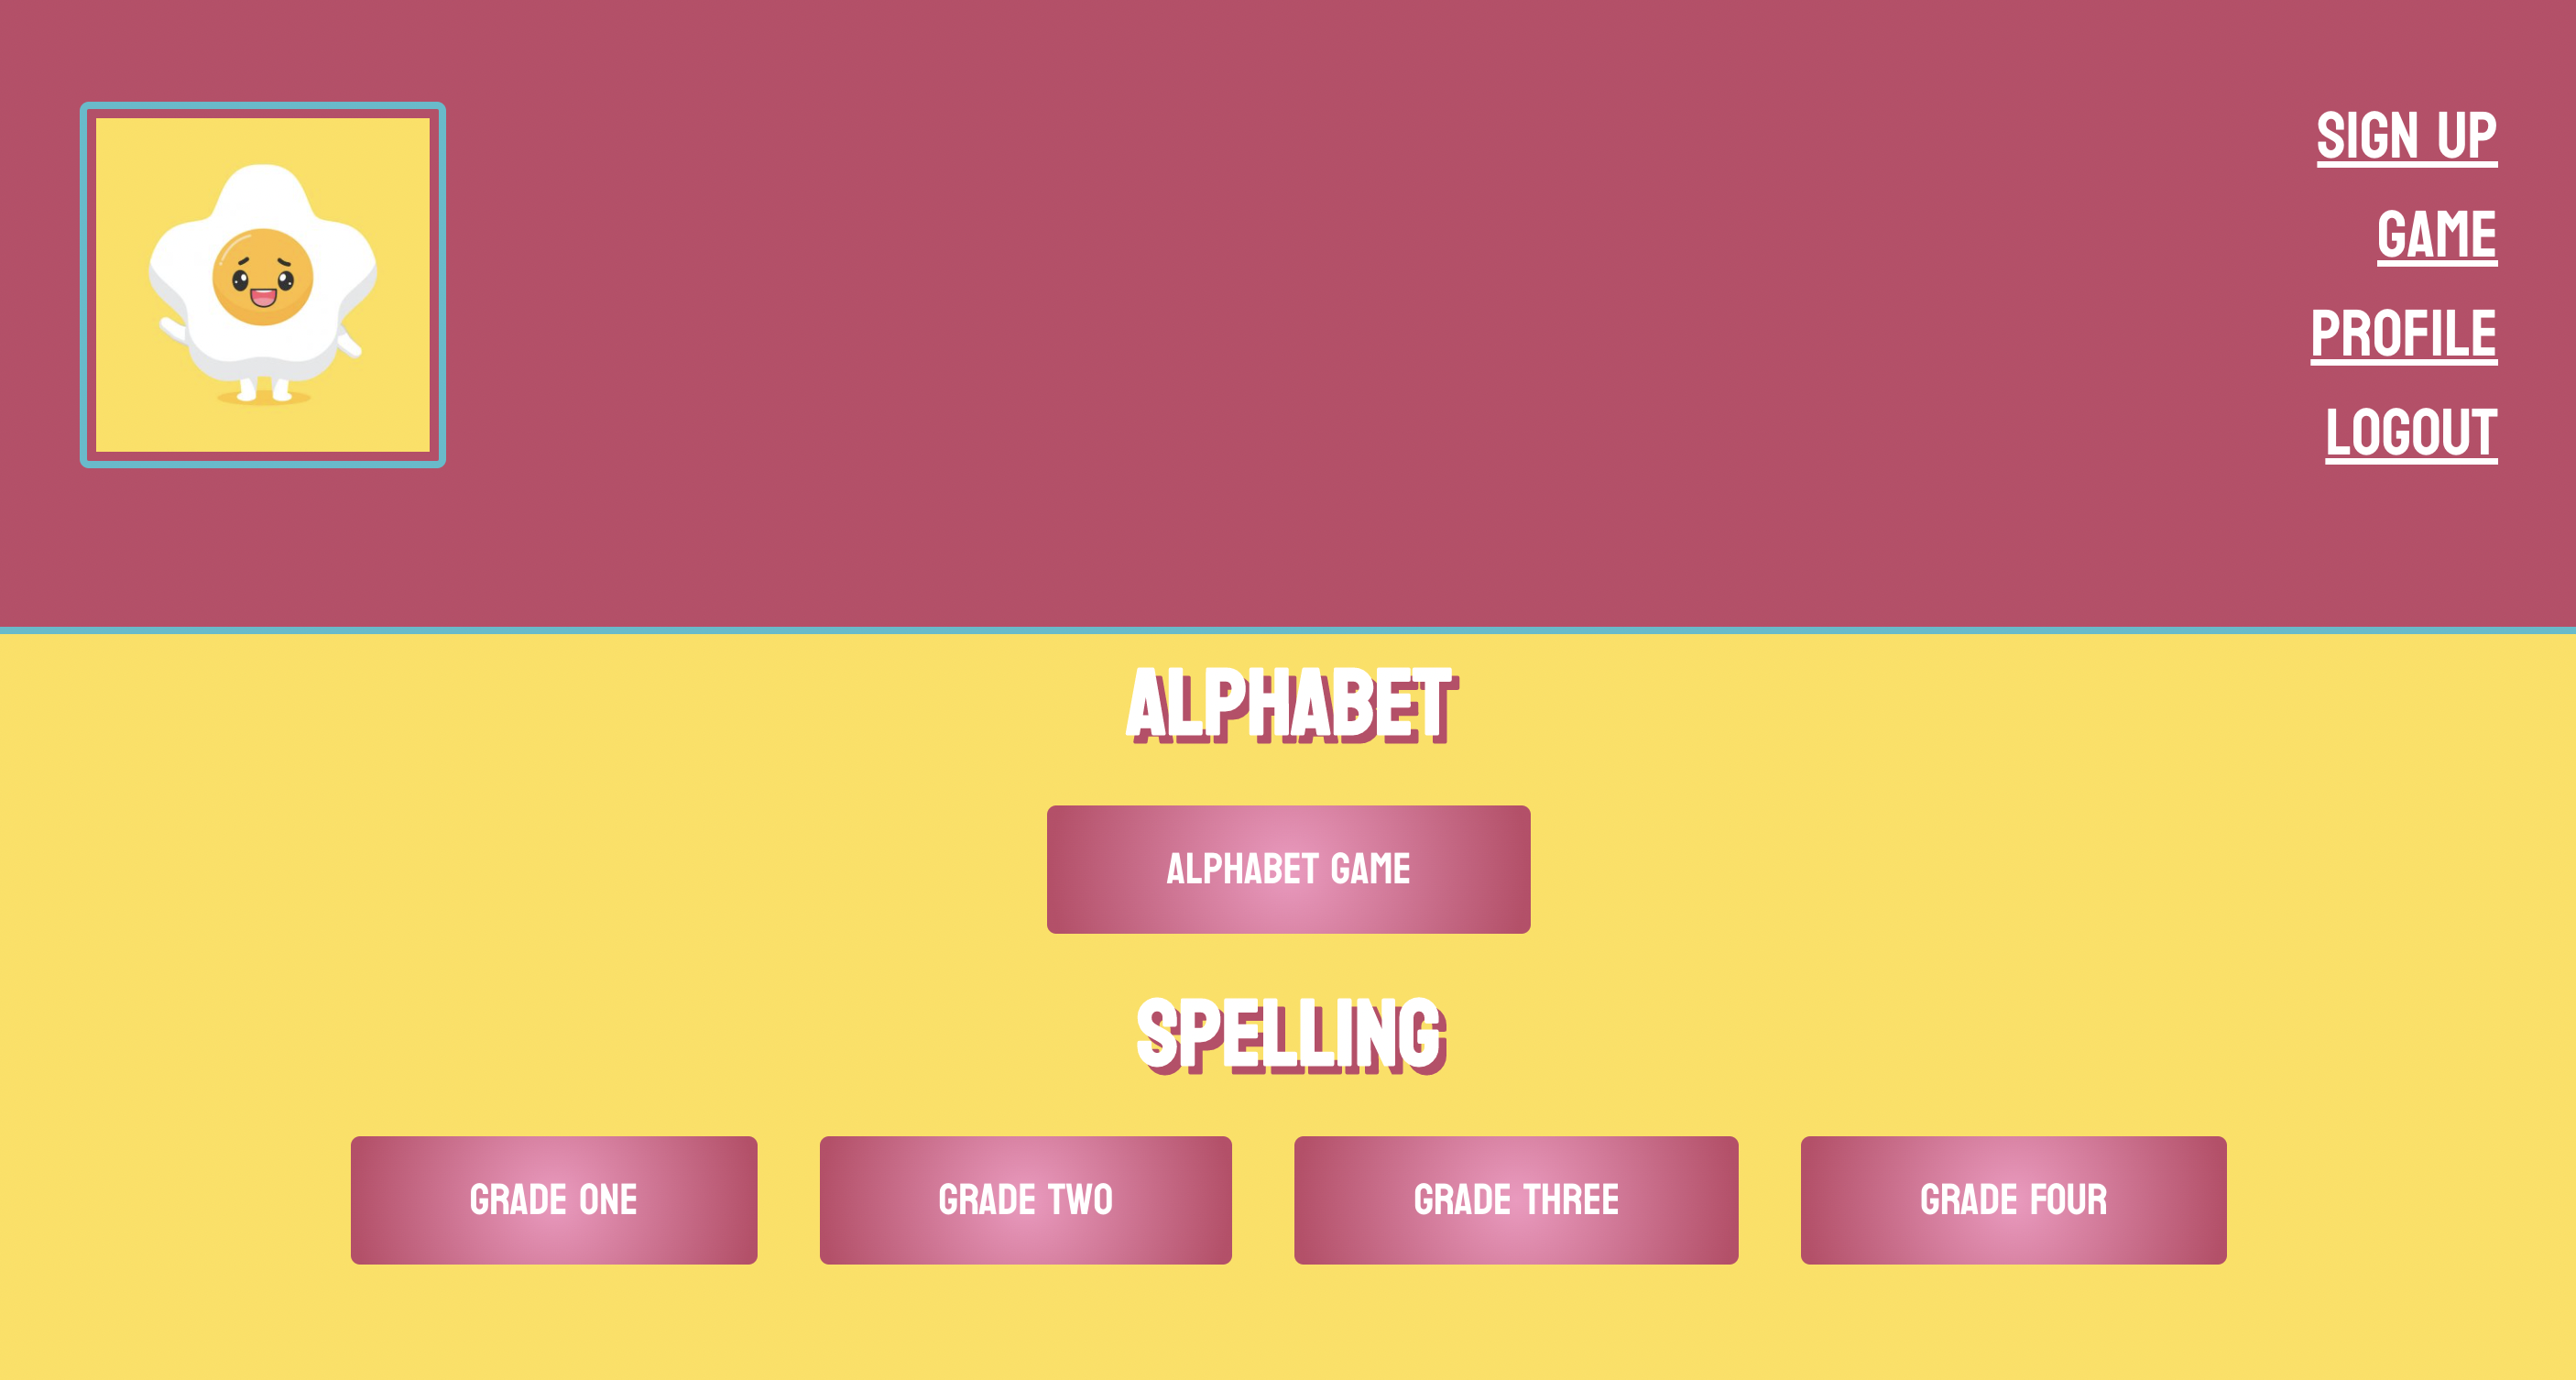 SIGN UP
GAME
PROFILE
LOGOUT
ALPHABET
ALPHABET GAME
SPELLING
GRADE ONE
GRADE TWO
GRADE THREE
GRADE FOUR